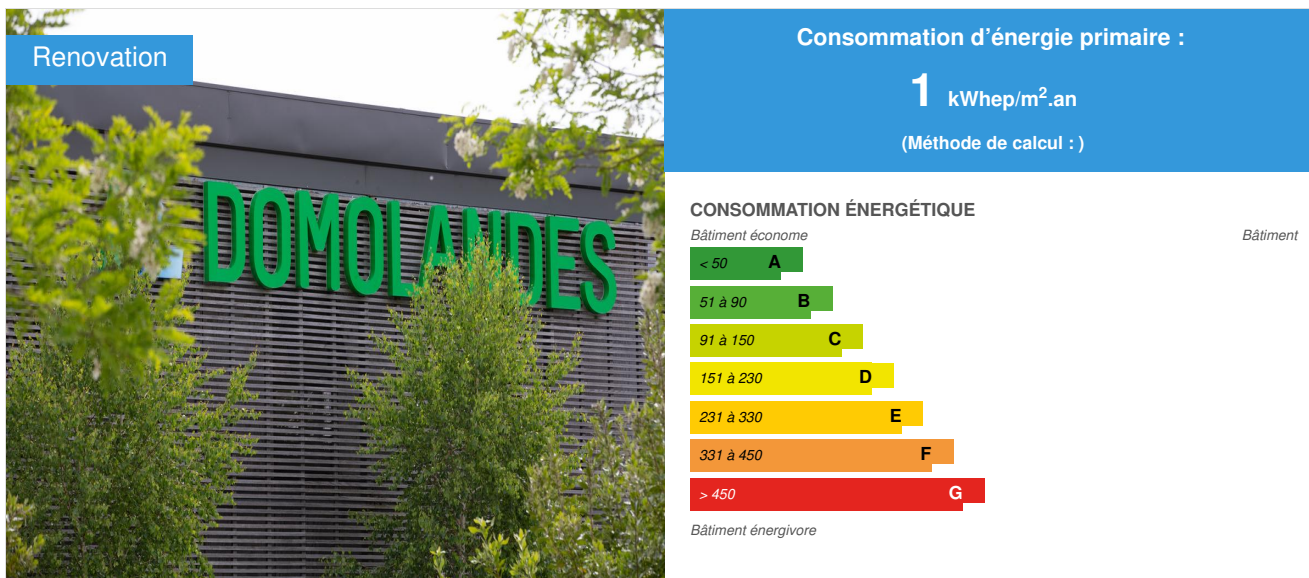 Renovation
DOMOLANDES
Consommation d'énergie primaire :
1 kWhep/m².an
(Méthode de calcul : )
CONSOMMATION ÉNERGÉTIQUE
Bâtiment économe
Bâtiment
< 50 A
51 à 90 B
91 à 150 C
151 à 230 D
231 à 330 E
331 à 450 F
> 450 G
Bâtiment énergivore